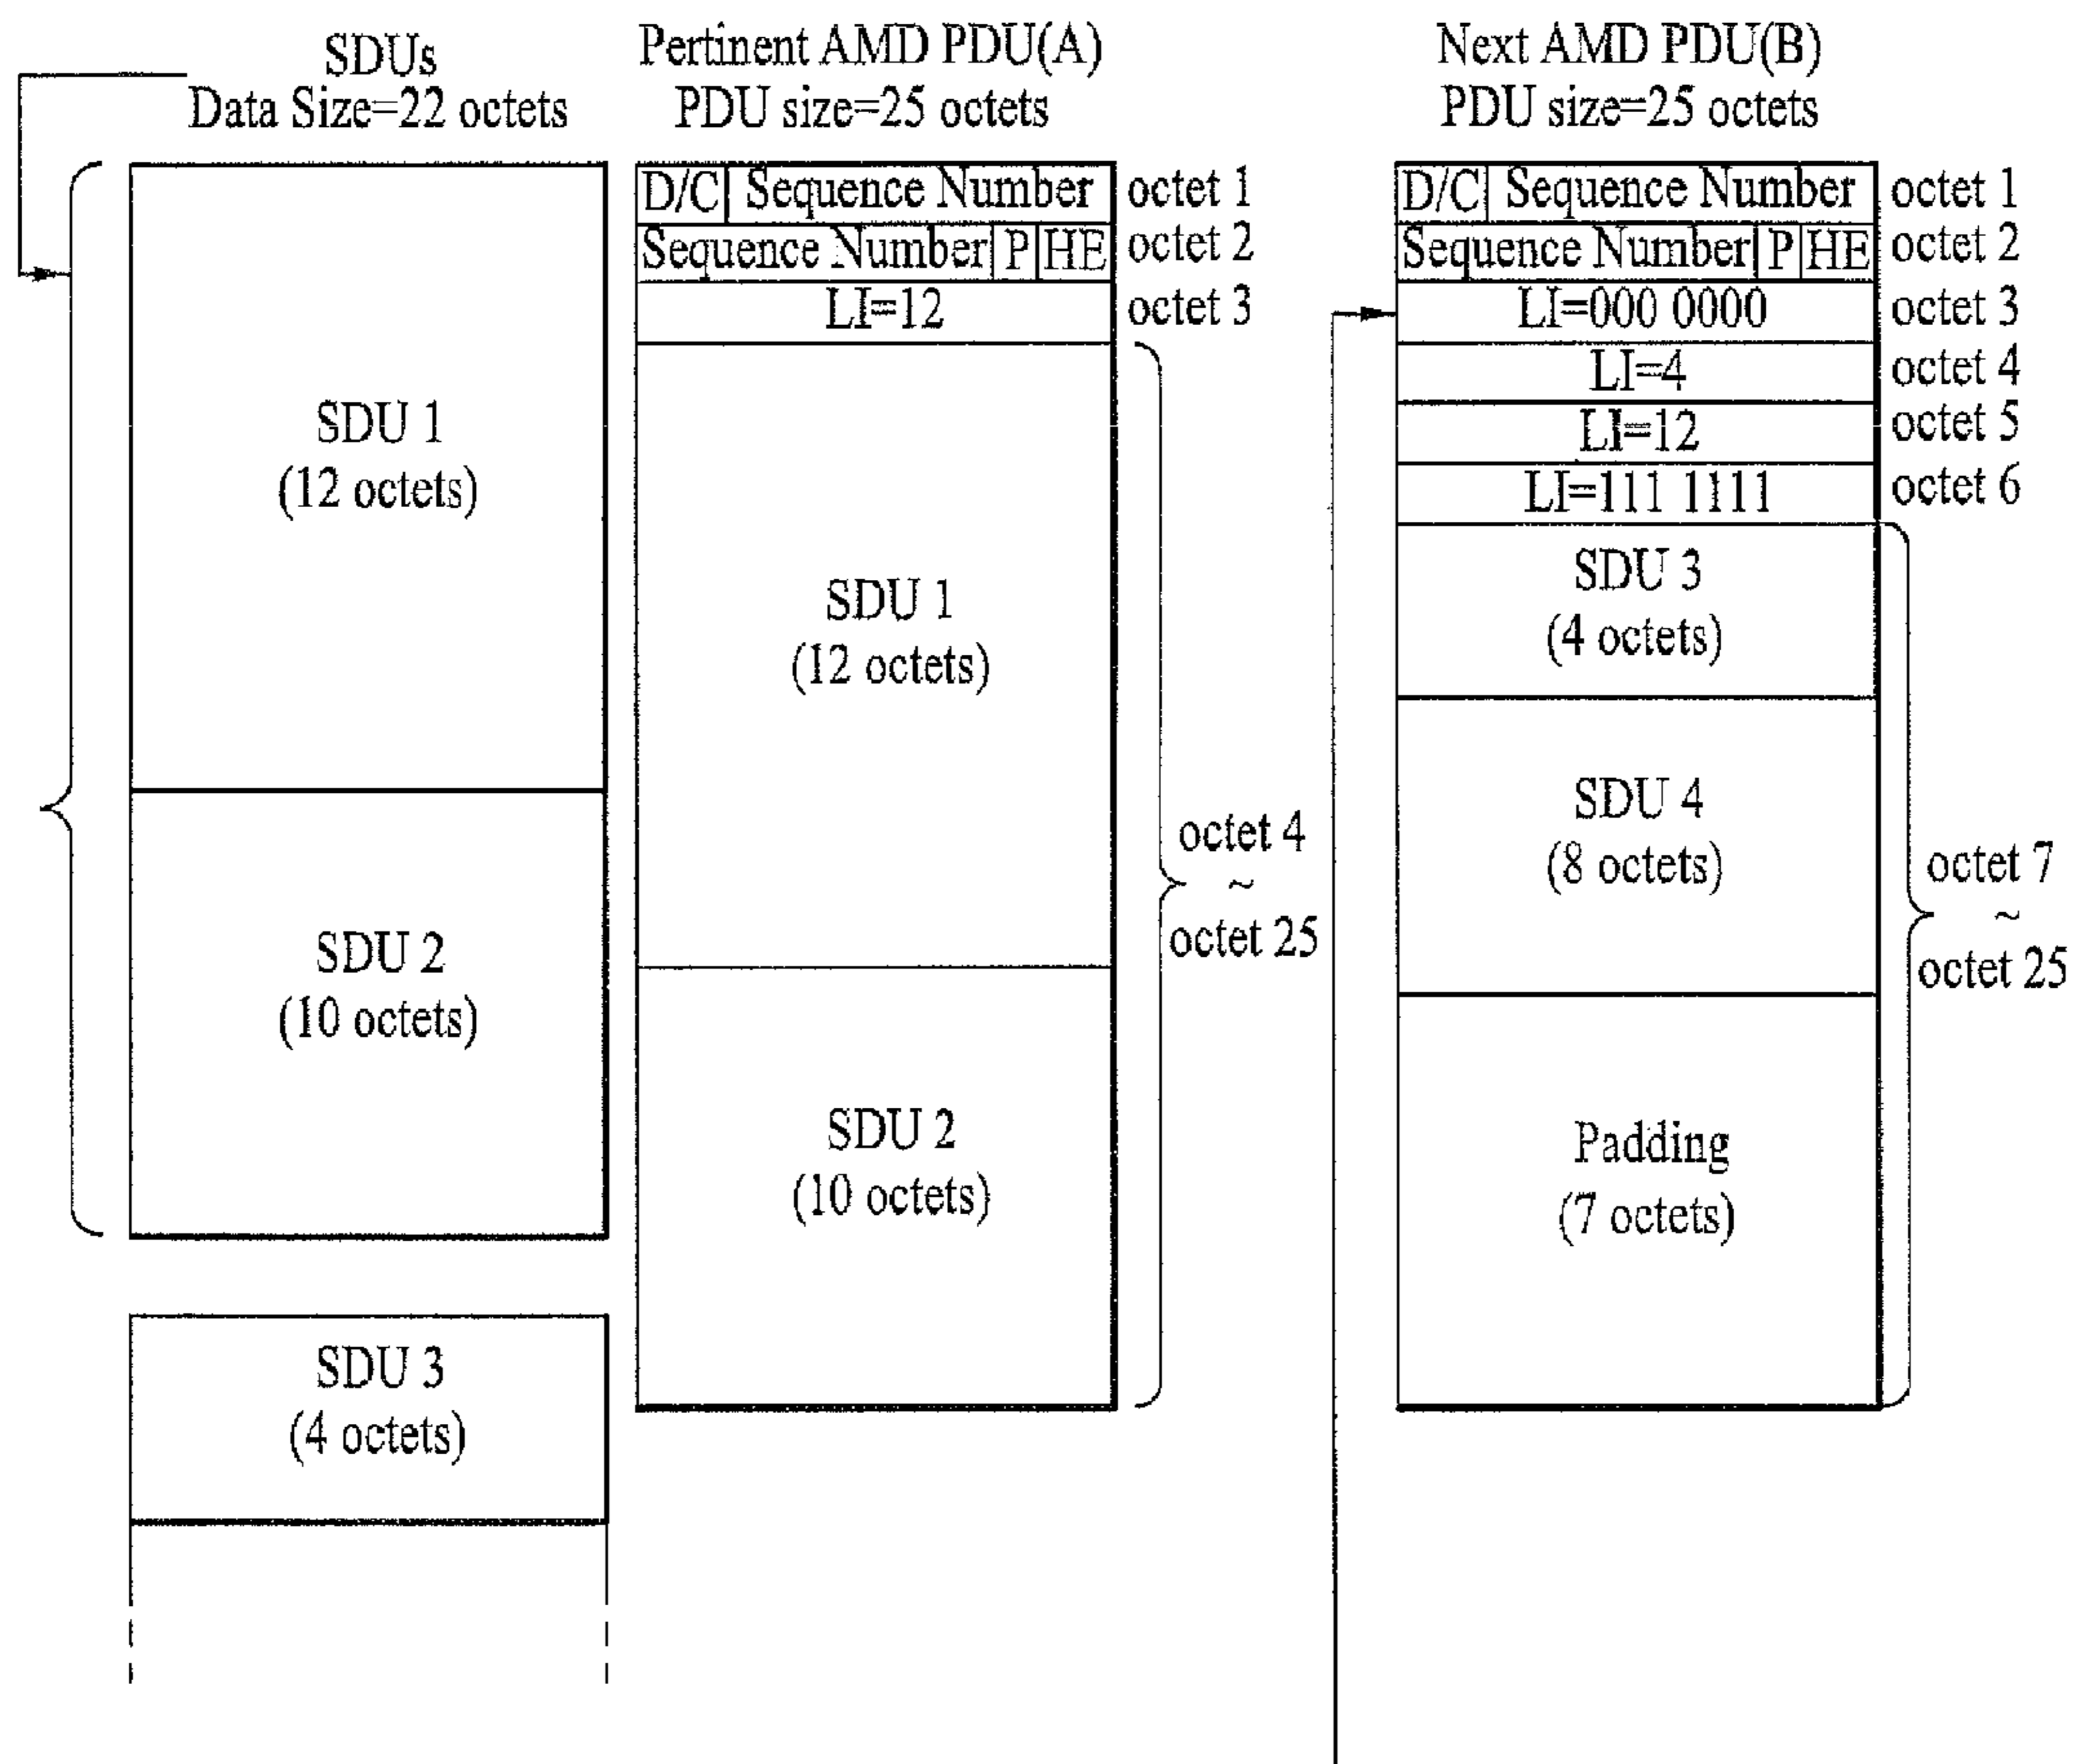 SDUs
Data Size=22 octets
SDU 1
(12 octets)
SDU 2
(10 octets)
SDU 3
(4 octets)
Pertinent AMD PDU(A)
PDU size=25 octets
D/C Sequence Number octet 1
Sequence Number P HE octet 2
LI=12 octet 3
SDU 1
(12 octets)
octet 4
~
octet 25
SDU 2
(10 octets)
Next AMD PDU(B)
PDU size=25 octets
D/C Sequence Number octet 1
Sequence Number P HE octet 2
LI=000 0000 octet 3
LI=4 octet 4
LI=12 octet 5
LI=111 1111 octet 6
SDU 3
(4 octets)
SDU 4
(8 octets)
octet 7
~
octet 25
Padding
(7 octets)